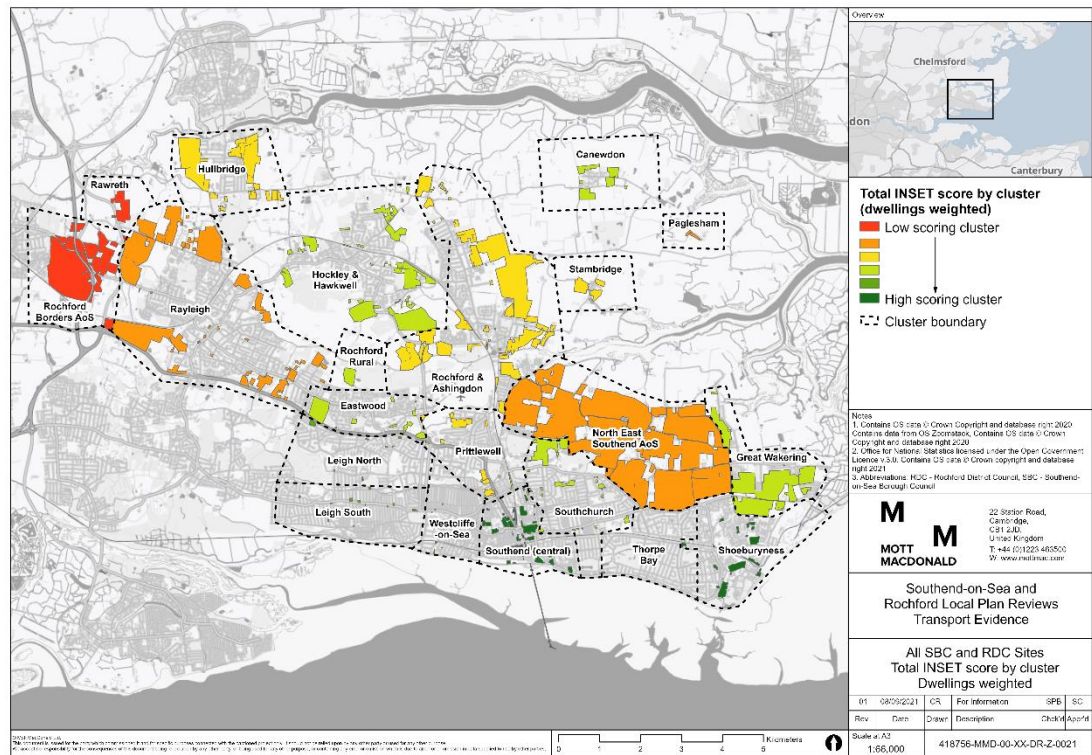 Hullbridge
Canewdon
Rawreth
Paglesham
Hockley &
Hawkwell
Stambridge
Rochford
Borders AoS
Rayleigh
Rochford
Rural
Rochford &
Ashingdon
Eastwood
North East
Southend AoS
Great Wakering
Leigh North
Prittlewell
Leigh South
Westcliffe
-on-Sea
Southchurch
Southend (central)
Thorpe
Bay
Shoeburyness
0 1 2 3 4 5
Kilometers
Overview
Chelmsford
don
Canterbury
Total INSET score by cluster
(dwellings weighted)
Low scoring cluster
High scoring cluster
Cluster boundary
Notes
1. Contains OS data © Crown Copyright and database right 2020
Contains data from OS Zoomstack, Contains OS data © Crown
Copyright and database right 2020
2. Office for National Statistics licensed under the Open Government
Licence v.3.0. Contains OS data © Crown copyright and database
right 2021
3. Abbreviations: RDC - Rochford District Council, SBC - Southend-
on-Sea Borough Council
M
M
MOTT
MACDONALD
22 Station Road,
Cambridge,
CB1 2JD.
United Kingdom
T: +44 (0)1223 463500
W: www.mottmac.com
Southend-on-Sea and
Rochford Local Plan Reviews
Transport Evidence
All SBC and RDC Sites
Total INSET score by cluster
Dwellings weighted
01 08/09/2021 CR For Information SPB SC
Rev Date Drawn Description Chek'd App'd
Scale at A3
1:66,000
418756-MMD-00-XX-DR-Z-0021